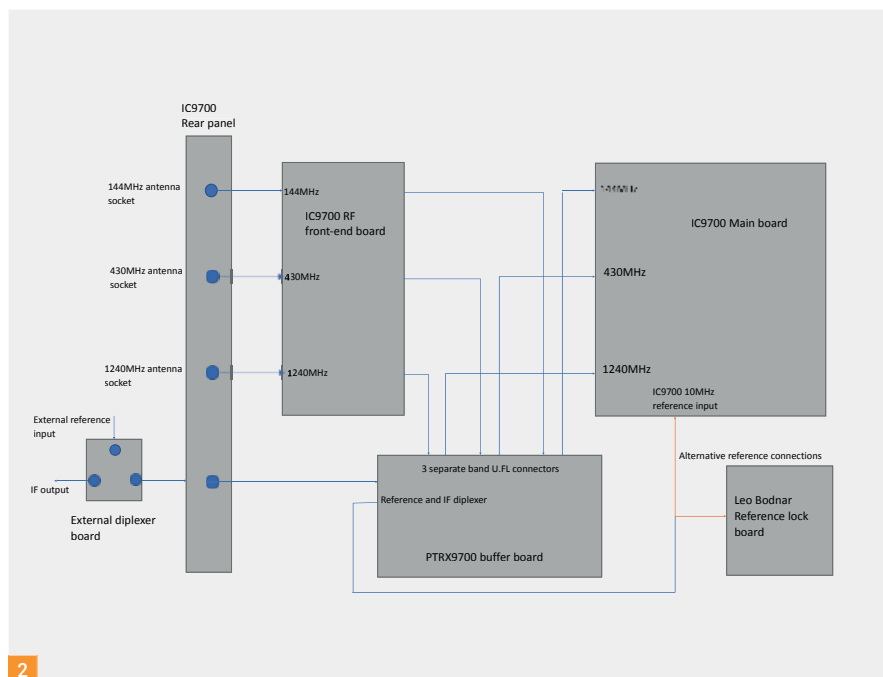 IC9700
Rear panel
144MHz antenna
socket
144MHz
IC9700 RF
front-end board
IC9700 Main board
430MHz antenna
socket
430MHz
430MHz
1240MHz antenna
socket
1240MHz
1240MHz
IC9700 10MHz
reference input
External reference
input
IF output
External diplexer
board
3 separate band U.FL connectors
Reference and IF diplexer
PTRX9700 buffer board
Alternative reference connections
Leo Bodnar
Reference lock
board
2